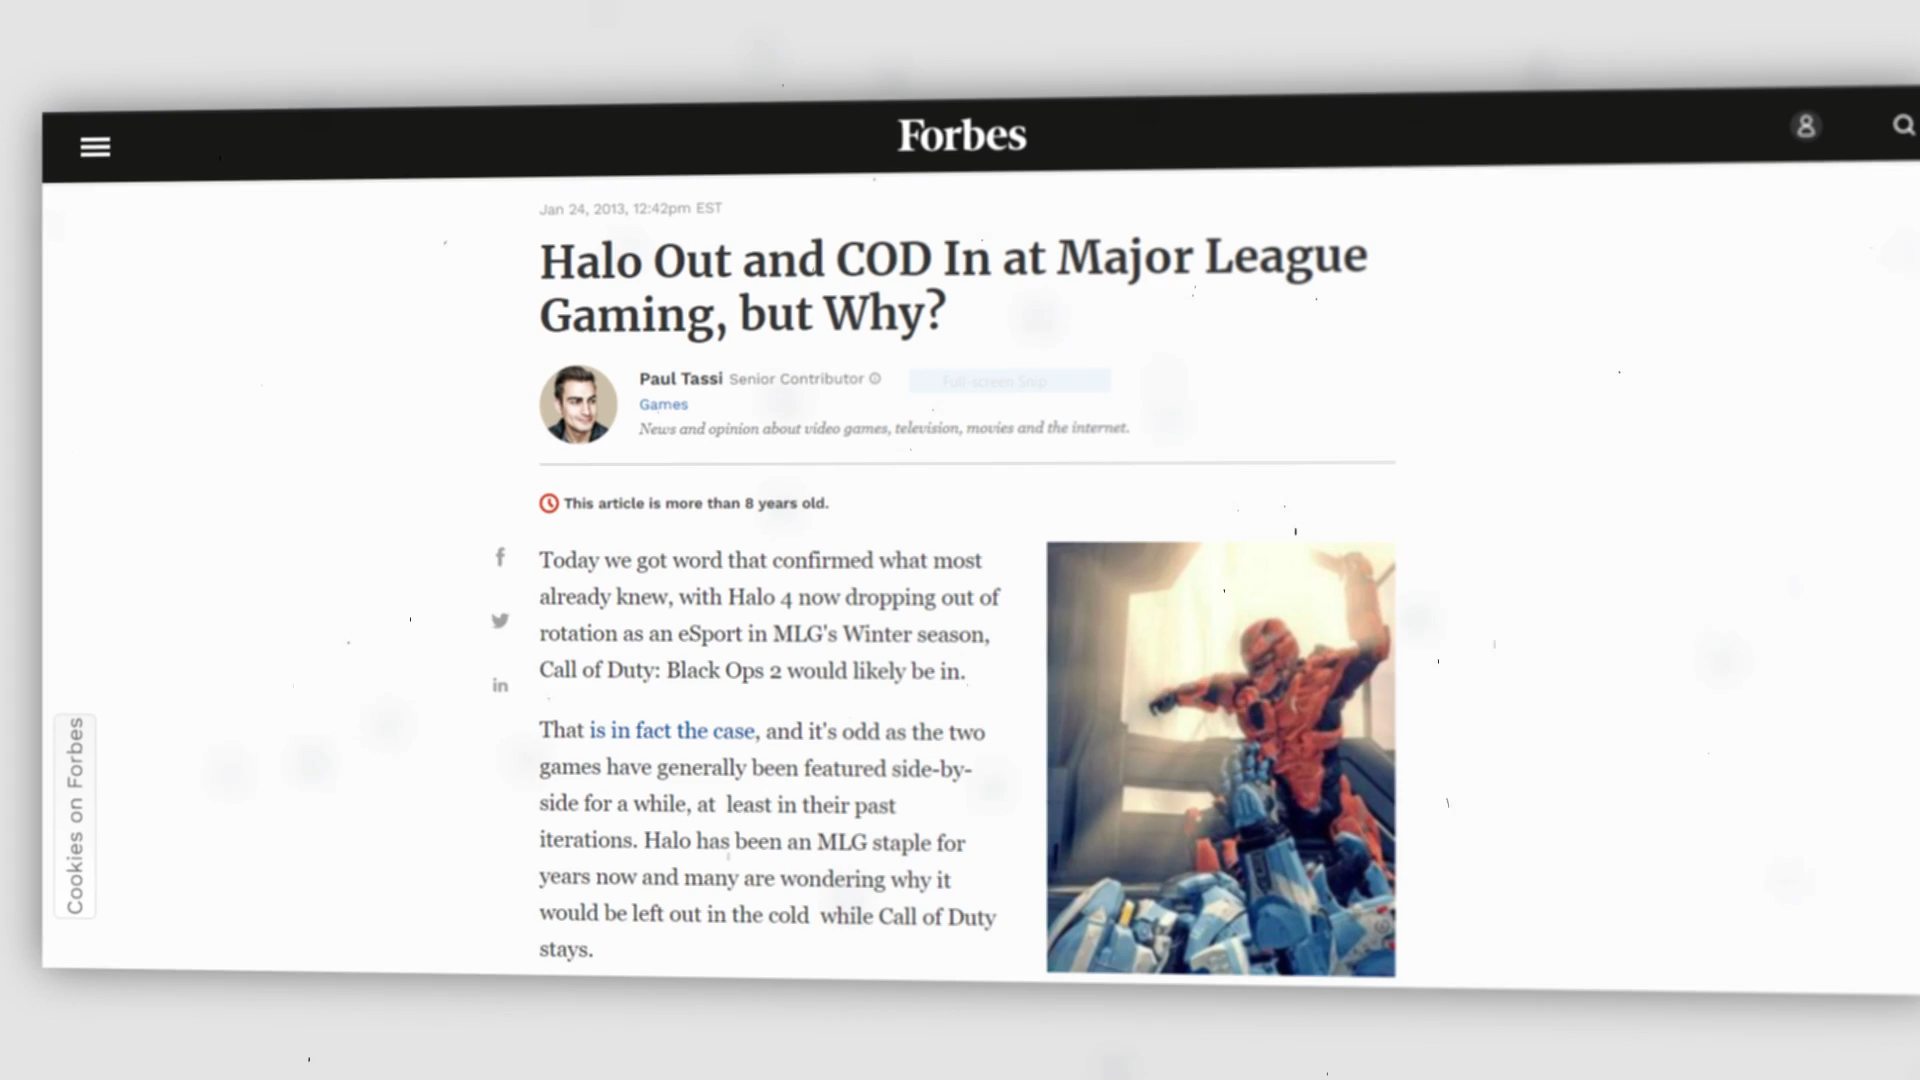 Forbes
Jan 24, 2013, 12:42pm EST
Halo Out and COD In at Major League
Gaming, but Why?
Paul Tassi Senior Contributor
Full-screen Snip
Games
News and opinion about video games, television, movies and the internet.
This article is more than 8 years old.
Today we got word that confirmed what most
already knew, with Halo 4 now dropping out of
rotation as an eSport in MLG's Winter season,
Call of Duty: Black Ops 2 would likely be in.
That is in fact the case, and it's odd as the two
games have generally been featured side-by-
side for a while, at least in their past
iterations. Halo has been an MLG staple for
years now and many are wondering why it
would be left out in the cold while Call of Duty
stays.
Cookies on Forbes